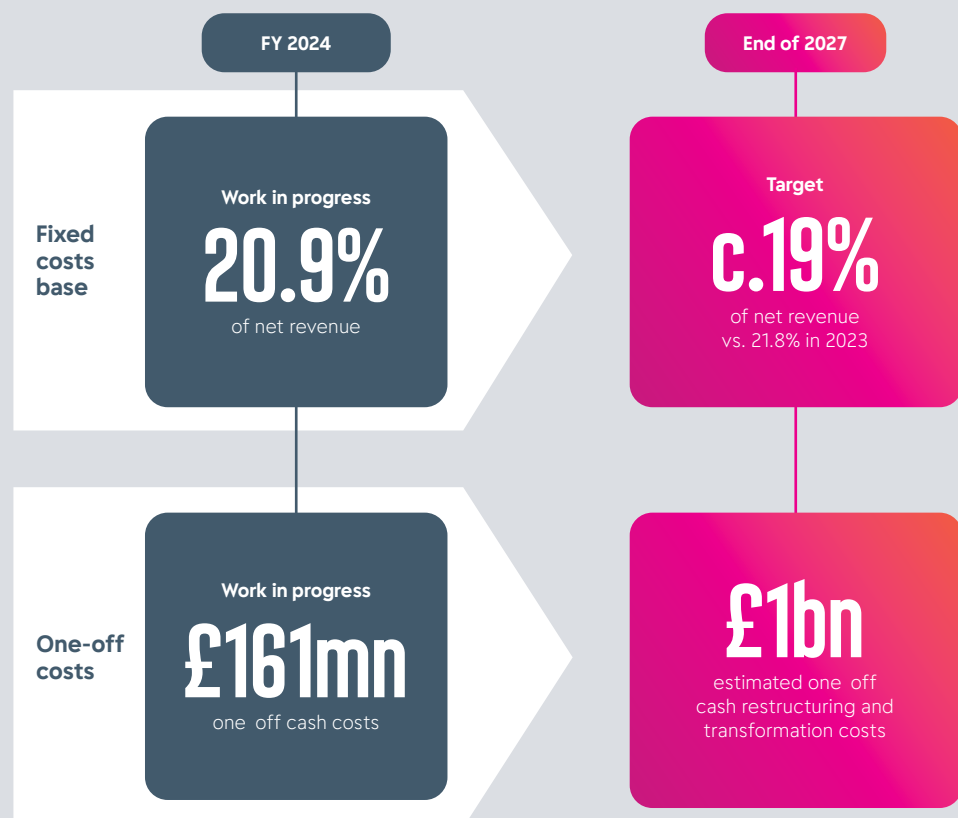 FY 2024
End of 2027
Fixed
costs
base
Work in progress
20.9%
of net revenue
Target
c.19%
of net revenue
vs. 21.8% in 2023
One-off
costs
Work in progress
£161mn
one off cash costs
£1bn
estimated one off
cash restructuring and
transformation costs